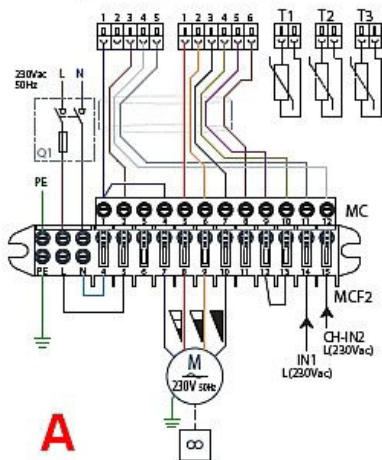 1 2 3 4 5
1 2 3 4 5 6
T1 T2 T3
230Vac L N
50Hz
Q1
PE
MC
1 2 3 4 5 6 7 8 9 10 11 12
PE L N 4 5 6 7 8 9 10 11 12 13 14 15
MCF2
CH-IN2
L(230Vac)
IN1
L(230Vac)
M
230V 50Hz
A